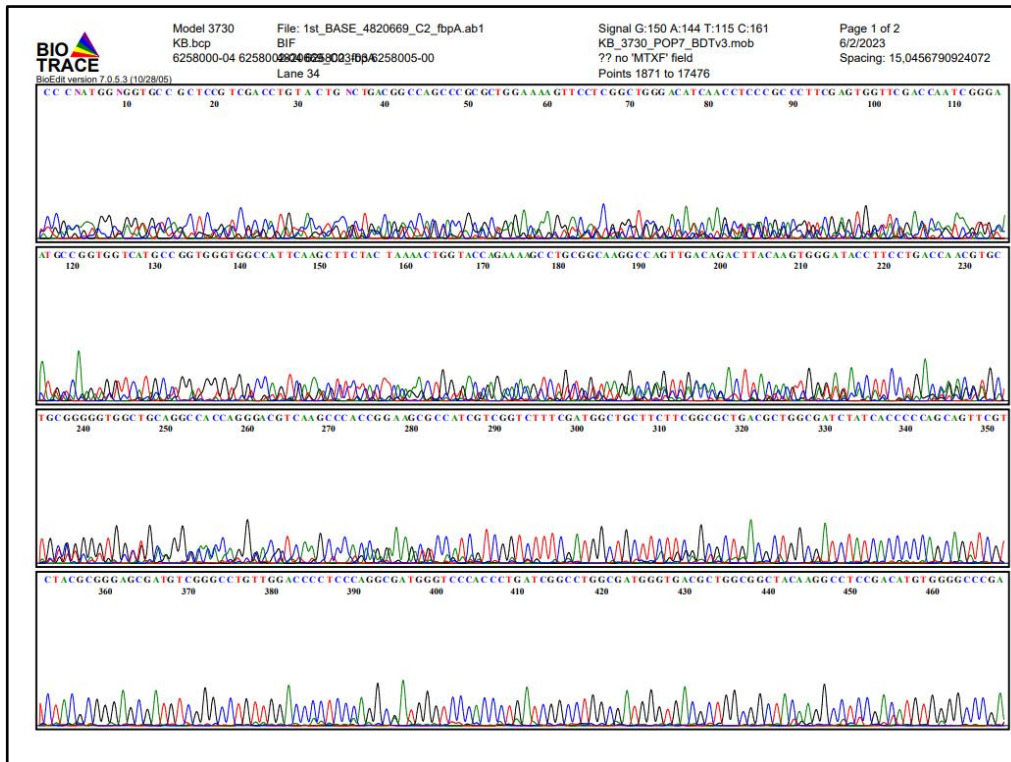 BIO
TRACE
BioEdit version 7.0.5.3 (10/28/05)
Model 3730
KB.bcp
6258000-04
Lane 34
File: 1st_BASE_4820669_C2_fbpA.ab1
BIF
6258005-00
Signal G:150 A:144 T:115 C:161
KB_3730_POP7_BDTv3.mob
?? no 'MTXF' field
Points 1871 to 17476
Page 1 of 2
6/2/2023
Spacing: 15,0456790924072
CC CNATGG NGGTGCC GCTCCGTCGACCTGTACTGNCTGACGGCCAGCCCGCGCTGGAAAAGTTCCTCGGCTGGGACATCAACCTCCCGCCCTTCGAGTGGTTCGACCAATCGGGA
10 20 30 40 50 60 70 80 90 100 110
ATGCCGGTGGTCATGCCGGTGGGTGGCCATTCAAGCTTCTAC TAAAACTGGTACCAGAAAAGCCTGCGGCAAGGCCAGTTGACAGACTTACAAGTGGGATACCTTCCTGACCAACGTGC
120 130 140 150 160 170 180 190 200 210 220 230
TGCGGGGGTGGCTGCAGGCCACCAGGGACGTCAAGCCCACCGGAAGCGCCATCGTCGGTCTTTCGATGGCTGCTTCTTCGGCGCTGACGCTGGCGATCTATCACCCCCAGCAGTTCGT
240 250 260 270 280 290 300 310 320 330 340 350
CTACGCGGGAGCGATGTCGGGCCTGTTGGACCCCTCCCAGGCGATGGGTCCCACCCTGATCGGCCTGGCGATGGGTGACGCTGGCGGCTACAAGGCCTCCGACATGTGGGGCCCGA
360 370 380 390 400 410 420 430 440 450 460